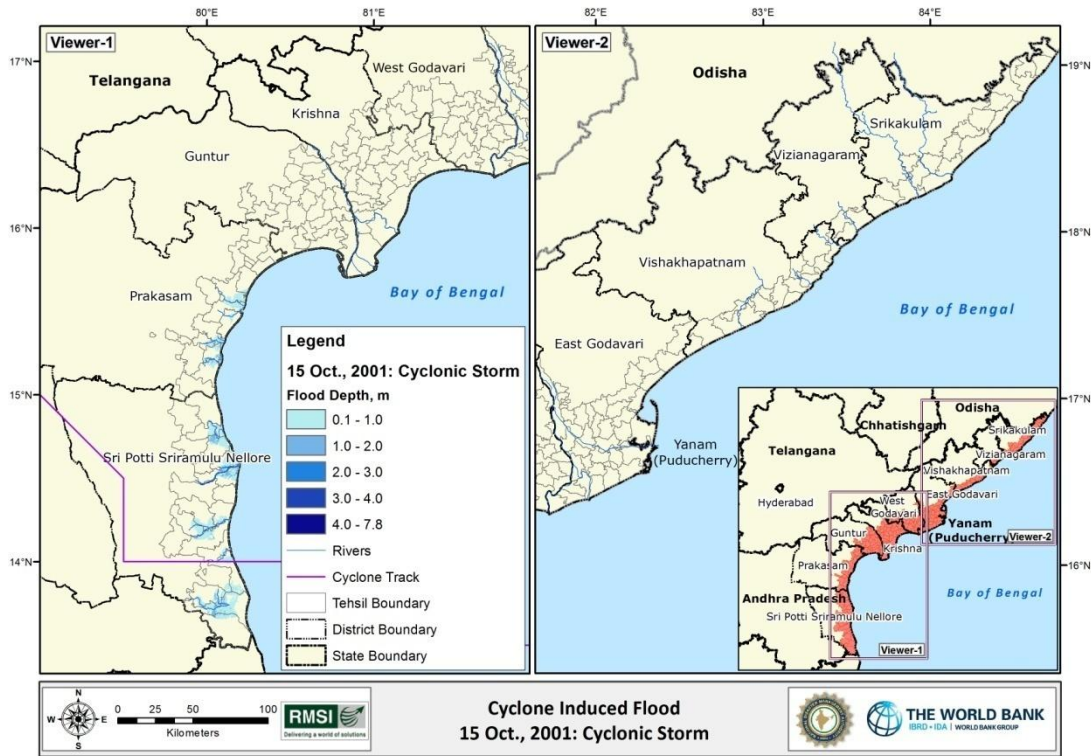 80°E
81°E
82°E
83°E
84°E
Viewer-1
Viewer-2
17°N
16°N
15°N
14°N
19°N
18°N
17°N
16°N
Telangana
West Godavari
Krishna
Guntur
Prakasam
Bay of Bengal
Sri Potti Sriramulu Nellore
Legend
15 Oct., 2001: Cyclonic Storm
Flood Depth, m
0.1 - 1.0
1.0 - 2.0
2.0 - 3.0
3.0 - 4.0
4.0 - 7.8
Rivers
Cyclone Track
Tehsil Boundary
District Boundary
State Boundary
Odisha
Srikakulam
Vizianagaram
Vishakhapatnam
Bay of Bengal
East Godavari
Yanam
(Puducherry)
Odisha
Chhatishgarh
Srikakulam
Telangana
Vizianagaram
Vishakhapatnam
Hyderabad
East Godavari
West
Godavari
Yanam
(Puducherry)
Viewer-2
Guntur
Krishna
Prakasam
Andhra Pradesh
Bay of Bengal
Sri Potti Sriramulu Nellore
Viewer-1
N
W
E
S
0 25 50 100
Kilometers
RMSI
Delivering a world of solutions
Cyclone Induced Flood
15 Oct., 2001: Cyclonic Storm
THE WORLD BANK
IBRD • IDA | WORLD BANK GROUP